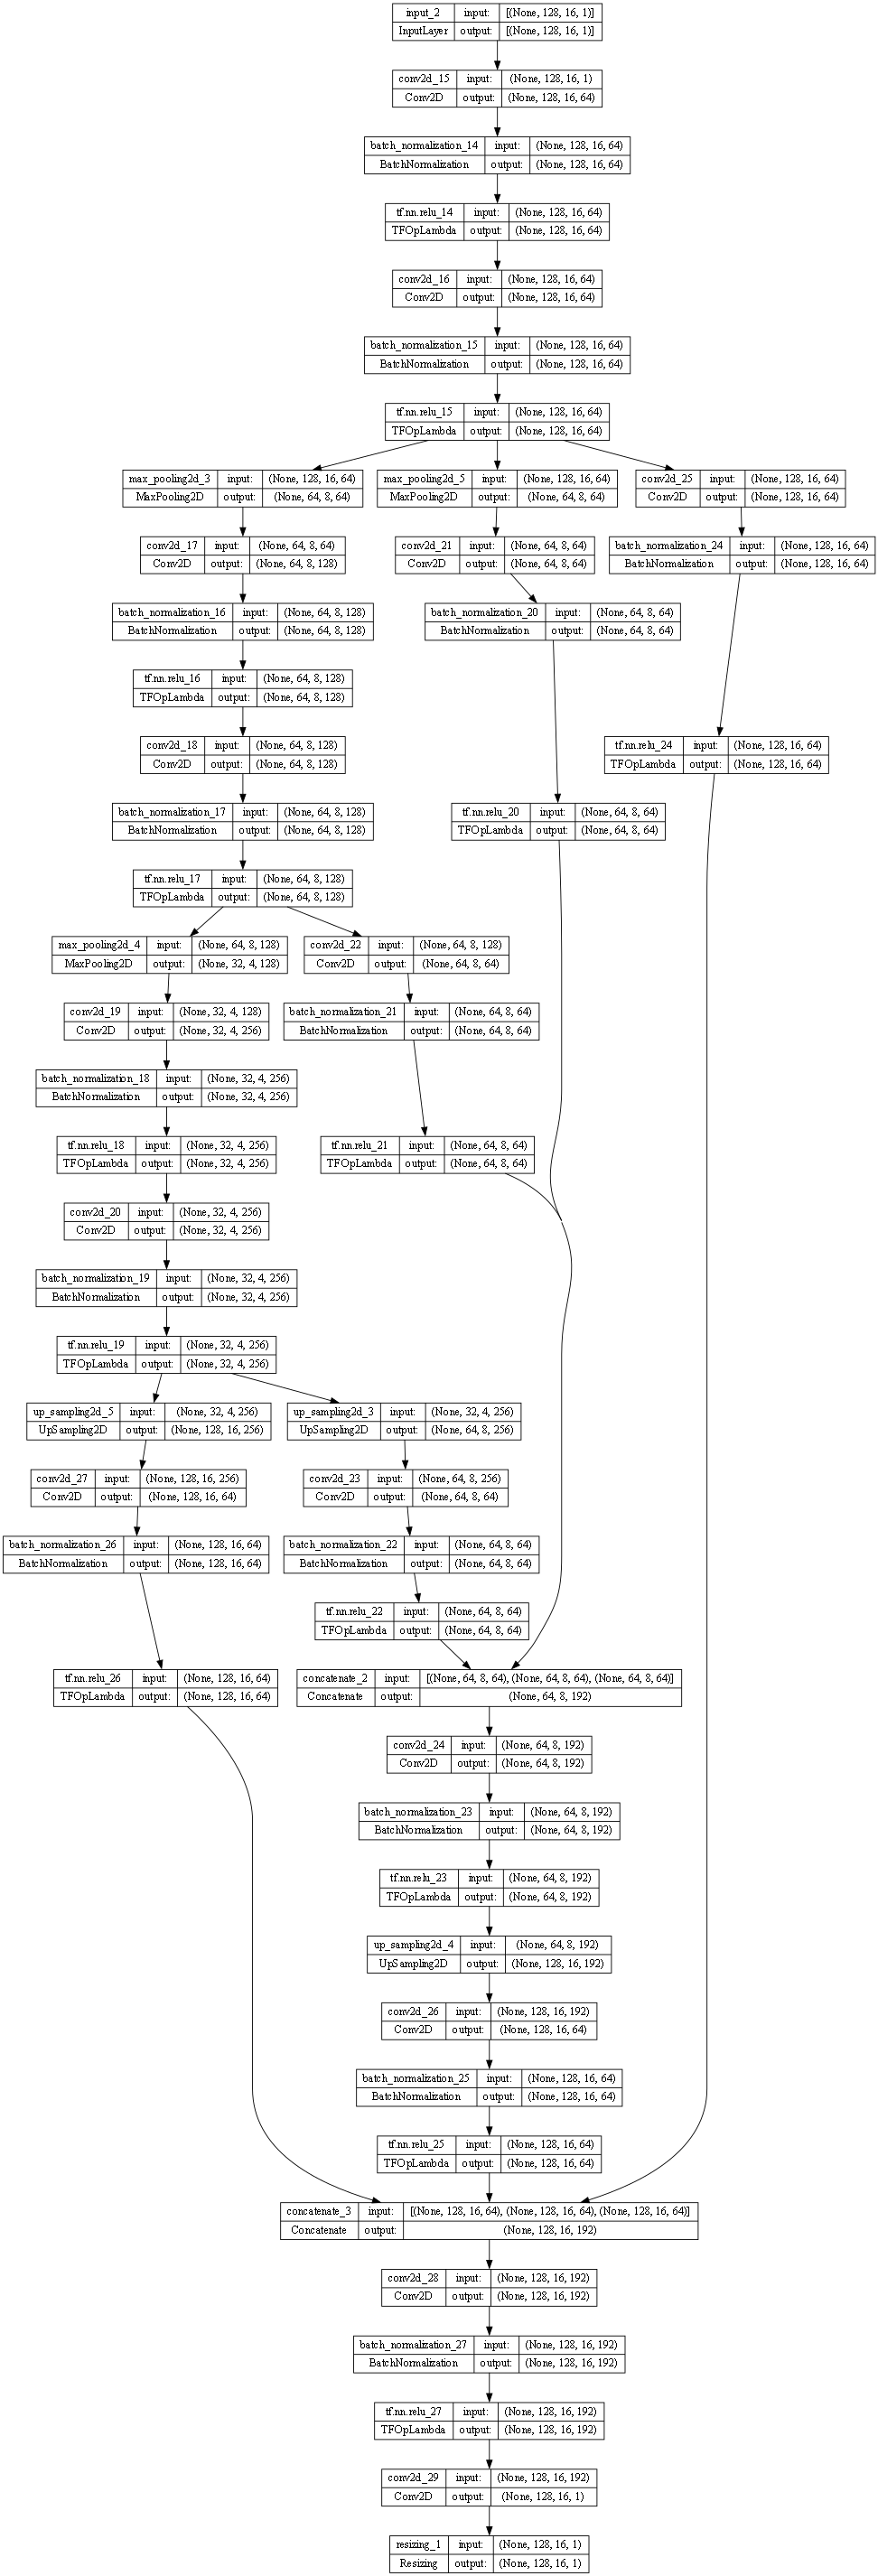 input_2 input: [(None, 128, 16, 1)]
InputLayer output: [(None, 128, 16, 1)]
conv2d_15 input: (None, 128, 16, 1)
Conv2D output: (None, 128, 16, 64)
batch_normalization_14 input: (None, 128, 16, 64)
BatchNormalization output: (None, 128, 16, 64)
tf.nn.relu_14 input: (None, 128, 16, 64)
TFOpLambda output: (None, 128, 16, 64)
conv2d_16 input: (None, 128, 16, 64)
Conv2D output: (None, 128, 16, 64)
batch_normalization_15 input: (None, 128, 16, 64)
BatchNormalization output: (None, 128, 16, 64)
tf.nn.relu_15 input: (None, 128, 16, 64)
TFOpLambda output: (None, 128, 16, 64)
max_pooling2d_3 input: (None, 128, 16, 64)
MaxPooling2D output: (None, 64, 8, 64)
max_pooling2d_5 input: (None, 128, 16, 64)
MaxPooling2D output: (None, 64, 8, 64)
conv2d_25 input: (None, 128, 16, 64)
Conv2D output: (None, 128, 16, 64)
conv2d_17 input: (None, 64, 8, 64)
Conv2D output: (None, 64, 8, 128)
conv2d_21 input: (None, 64, 8, 64)
Conv2D output: (None, 64, 8, 64)
batch_normalization_24 input: (None, 128, 16, 64)
BatchNormalization output: (None, 128, 16, 64)
batch_normalization_16 input: (None, 64, 8, 128)
BatchNormalization output: (None, 64, 8, 128)
batch_normalization_20 input: (None, 64, 8, 64)
BatchNormalization output: (None, 64, 8, 64)
tf.nn.relu_16 input: (None, 64, 8, 128)
TFOpLambda output: (None, 64, 8, 128)
conv2d_18 input: (None, 64, 8, 128)
Conv2D output: (None, 64, 8, 128)
tf.nn.relu_24 input: (None, 128, 16, 64)
TFOpLambda output: (None, 128, 16, 64)
batch_normalization_17 input: (None, 64, 8, 128)
BatchNormalization output: (None, 64, 8, 128)
tf.nn.relu_20 input: (None, 64, 8, 64)
TFOpLambda output: (None, 64, 8, 64)
tf.nn.relu_17 input: (None, 64, 8, 128)
TFOpLambda output: (None, 64, 8, 128)
max_pooling2d_4 input: (None, 64, 8, 128)
MaxPooling2D output: (None, 32, 4, 128)
conv2d_22 input: (None, 64, 8, 128)
Conv2D output: (None, 64, 8, 64)
conv2d_19 input: (None, 32, 4, 128)
Conv2D output: (None, 32, 4, 256)
batch_normalization_21 input: (None, 64, 8, 64)
BatchNormalization output: (None, 64, 8, 64)
batch_normalization_18 input: (None, 32, 4, 256)
BatchNormalization output: (None, 32, 4, 256)
tf.nn.relu_18 input: (None, 32, 4, 256)
TFOpLambda output: (None, 32, 4, 256)
tf.nn.relu_21 input: (None, 64, 8, 64)
TFOpLambda output: (None, 64, 8, 64)
conv2d_20 input: (None, 32, 4, 256)
Conv2D output: (None, 32, 4, 256)
batch_normalization_19 input: (None, 32, 4, 256)
BatchNormalization output: (None, 32, 4, 256)
tf.nn.relu_19 input: (None, 32, 4, 256)
TFOpLambda output: (None, 32, 4, 256)
up_sampling2d_5 input: (None, 32, 4, 256)
UpSampling2D output: (None, 128, 16, 256)
up_sampling2d_3 input: (None, 32, 4, 256)
UpSampling2D output: (None, 64, 8, 256)
conv2d_27 input: (None, 128, 16, 256)
Conv2D output: (None, 128, 16, 64)
conv2d_23 input: (None, 64, 8, 256)
Conv2D output: (None, 64, 8, 64)
batch_normalization_26 input: (None, 128, 16, 64)
BatchNormalization output: (None, 128, 16, 64)
batch_normalization_22 input: (None, 64, 8, 64)
BatchNormalization output: (None, 64, 8, 64)
tf.nn.relu_22 input: (None, 64, 8, 64)
TFOpLambda output: (None, 64, 8, 64)
tf.nn.relu_26 input: (None, 128, 16, 64)
TFOpLambda output: (None, 128, 16, 64)
concatenate_2 input: [(None, 64, 8, 64), (None, 64, 8, 64), (None, 64, 8, 64)]
Concatenate output: (None, 64, 8, 192)
conv2d_24 input: (None, 64, 8, 192)
Conv2D output: (None, 64, 8, 192)
batch_normalization_23 input: (None, 64, 8, 192)
BatchNormalization output: (None, 64, 8, 192)
tf.nn.relu_23 input: (None, 64, 8, 192)
TFOpLambda output: (None, 64, 8, 192)
up_sampling2d_4 input: (None, 64, 8, 192)
UpSampling2D output: (None, 128, 16, 192)
conv2d_26 input: (None, 128, 16, 192)
Conv2D output: (None, 128, 16, 64)
batch_normalization_25 input: (None, 128, 16, 64)
BatchNormalization output: (None, 128, 16, 64)
tf.nn.relu_25 input: (None, 128, 16, 64)
TFOpLambda output: (None, 128, 16, 64)
concatenate_3 input: [(None, 128, 16, 64), (None, 128, 16, 64), (None, 128, 16, 64)]
Concatenate output: (None, 128, 16, 192)
conv2d_28 input: (None, 128, 16, 192)
Conv2D output: (None, 128, 16, 192)
batch_normalization_27 input: (None, 128, 16, 192)
BatchNormalization output: (None, 128, 16, 192)
tf.nn.relu_27 input: (None, 128, 16, 192)
TFOpLambda output: (None, 128, 16, 192)
conv2d_29 input: (None, 128, 16, 192)
Conv2D output: (None, 128, 16, 1)
resizing_1 input: (None, 128, 16, 1)
Resizing output: (None, 128, 16, 1)